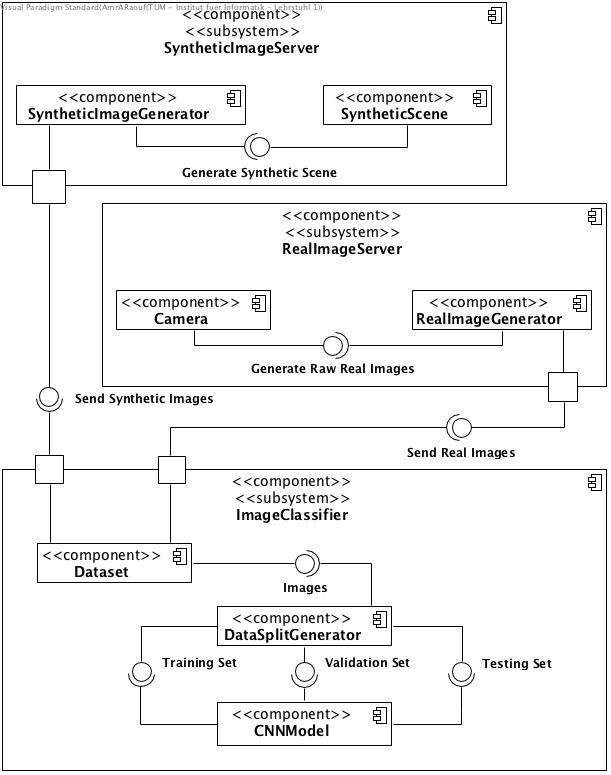 Visual Paradigm Standard(AmrARaouf(TUM - Institut fuer Informatik - Lehrstuhl 1))
<<component>>
<<subsystem>>
SyntheticImageServer
<<component>>
SyntheticImageGenerator
<<component>>
SyntheticScene
Generate Synthetic Scene
<<component>>
<<subsystem>>
RealImageServer
<<component>>
Camera
<<component>>
RealImageGenerator
Generate Raw Real Images
Send Synthetic Images
Send Real Images
<<component>>
<<subsystem>>
ImageClassifier
<<component>>
Dataset
Images
<<component>>
DataSplitGenerator
Training Set
Validation Set
Testing Set
<<component>>
CNNModel